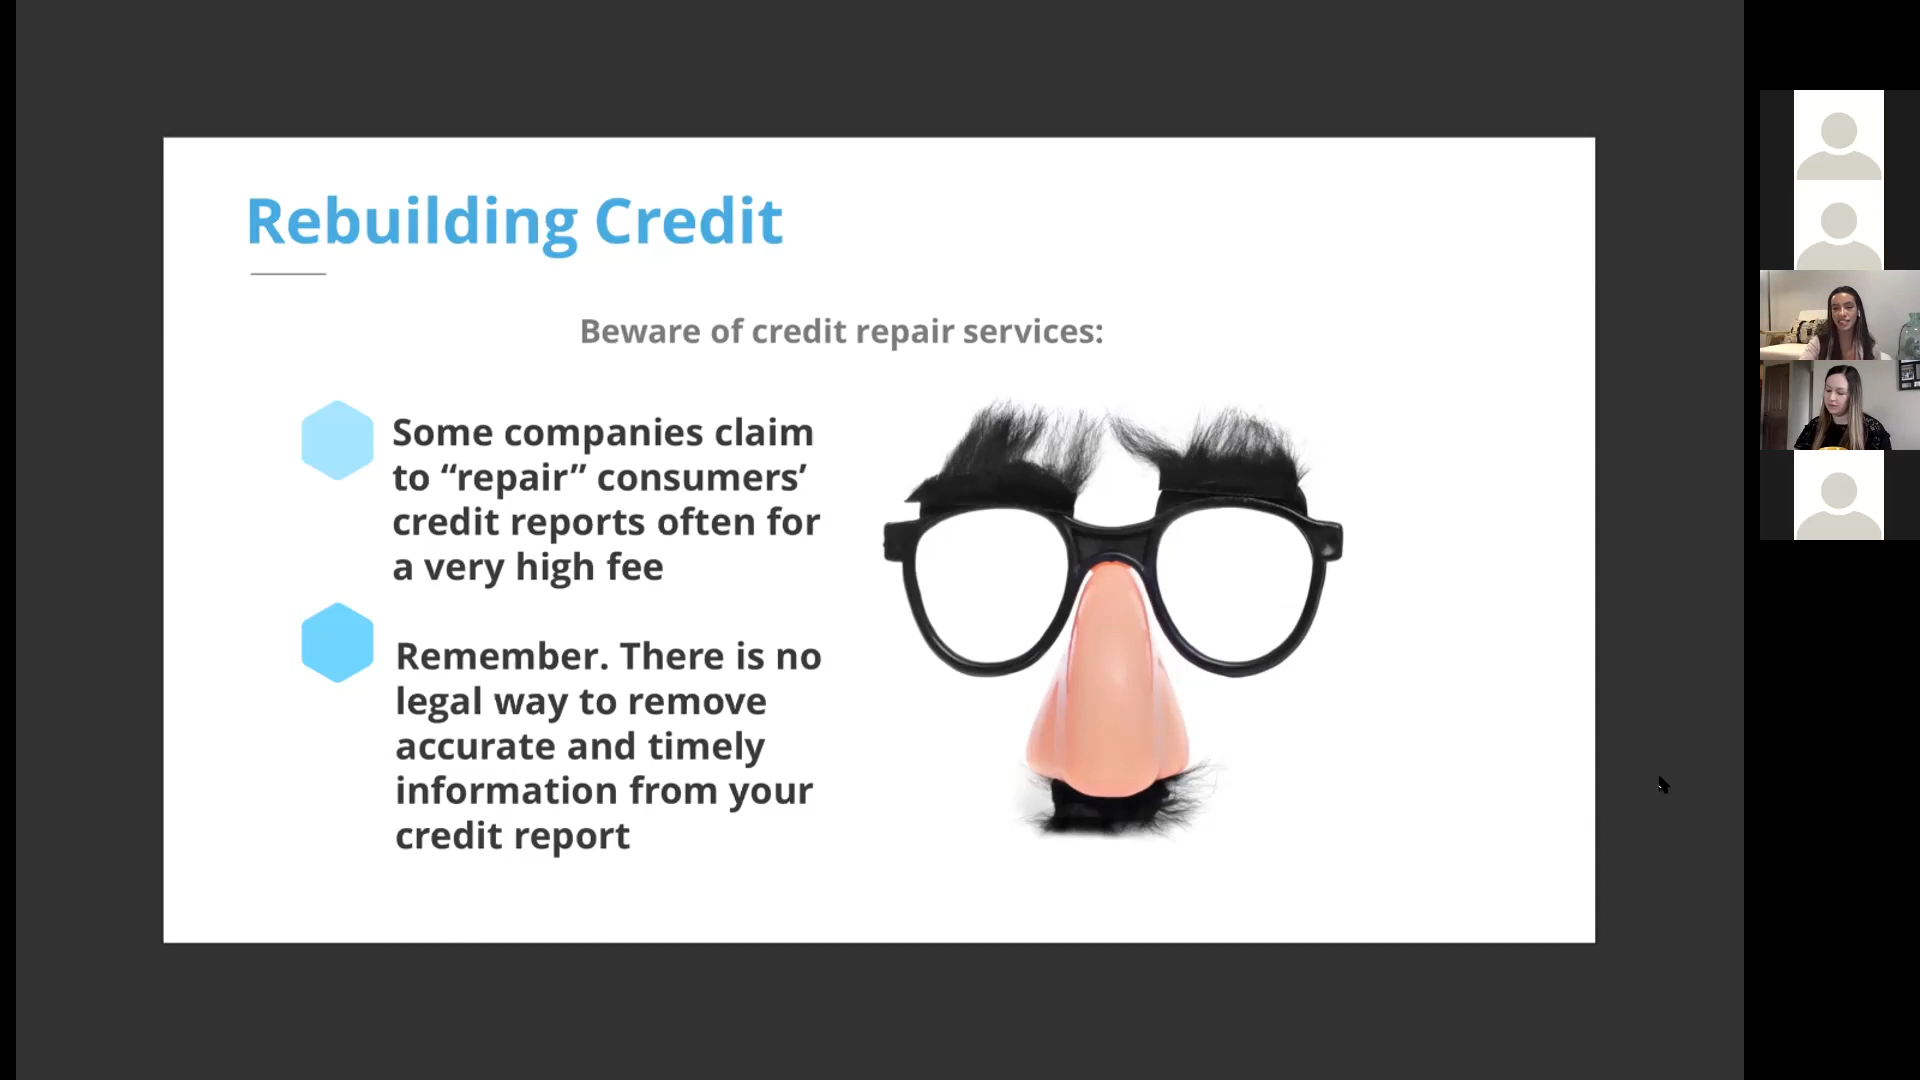 Rebuilding Credit
Beware of credit repair services:
Some companies claim
to “repair” consumers’
credit reports often for
a very high fee
Remember. There is no
legal way to remove
accurate and timely
information from your
credit report